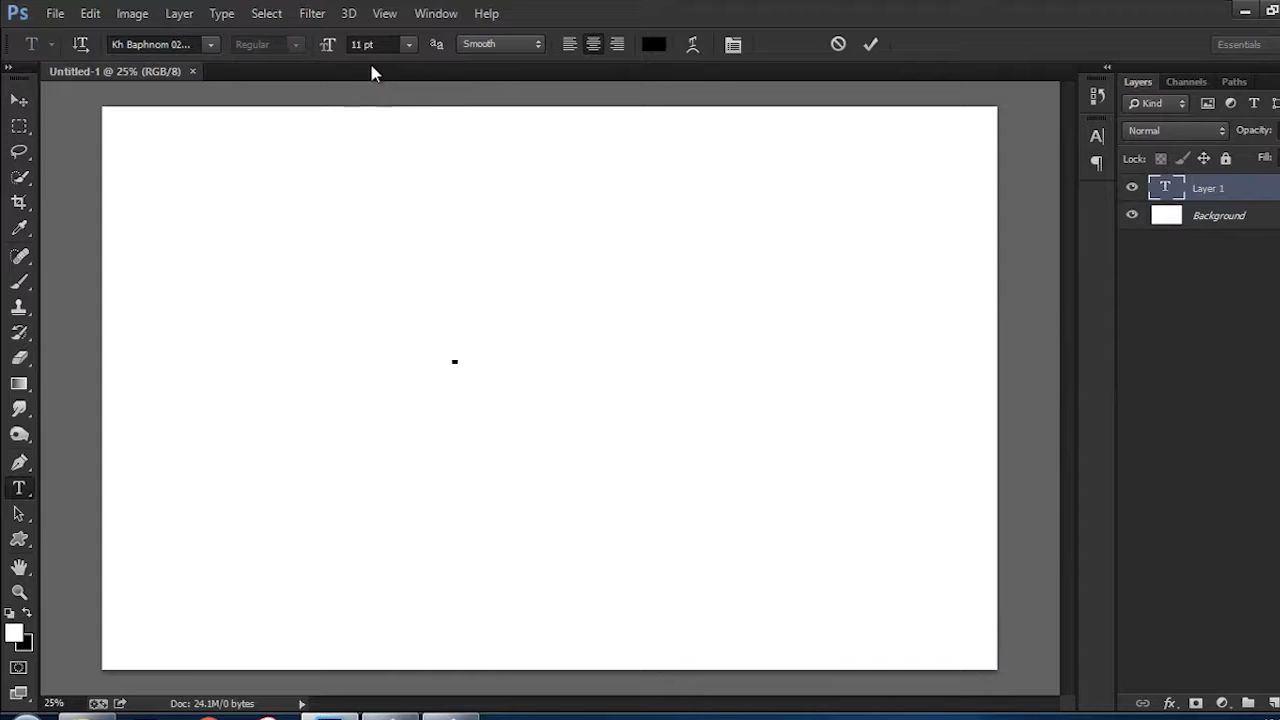 Ps File Edit Image Layer Type Select Filter 3D View Window Help
T Kh Baphnom 02... Regular 11 pt aa Smooth Essentials
Untitled-1 @ 25% (RGB/8) ×
Layers Channels Paths
Kind T
Normal Opacity:
Lock: Fill:
T Layer 1
Background
25% Doc: 24.1M/0 bytes fx